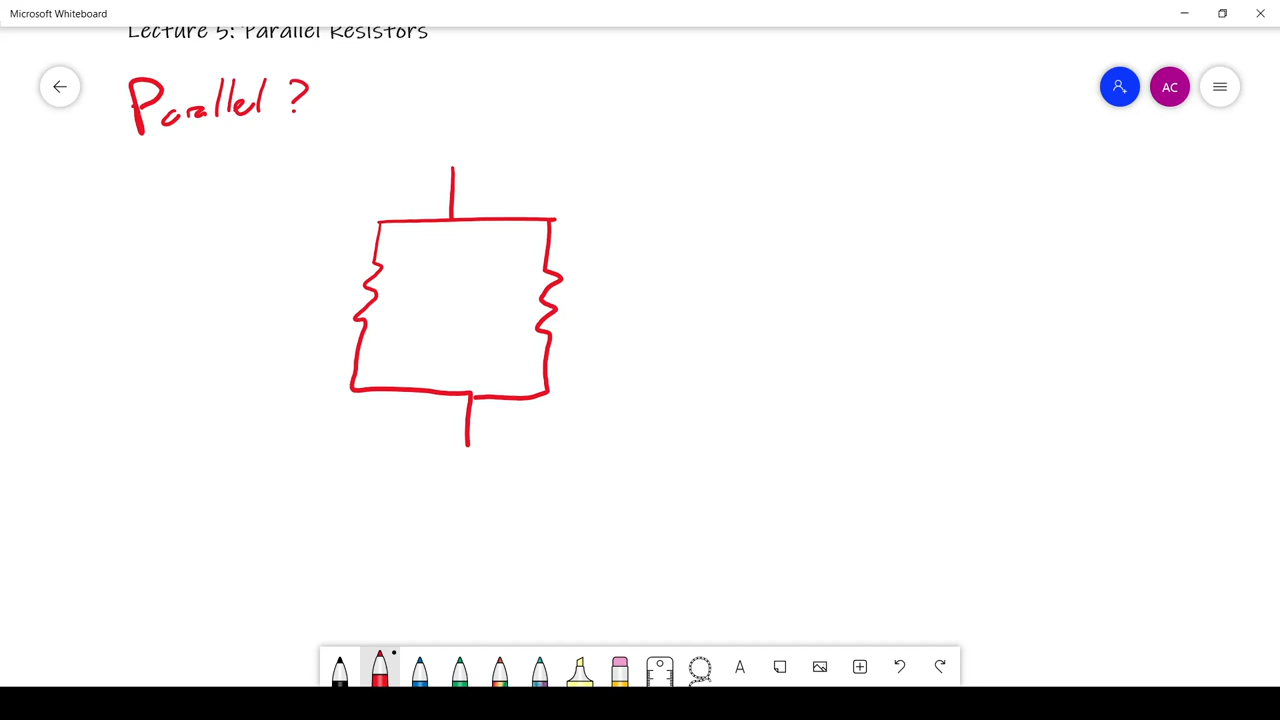 Microsoft Whiteboard
Lecture 5: Parallel Resistors
Parallel ?
AC
A